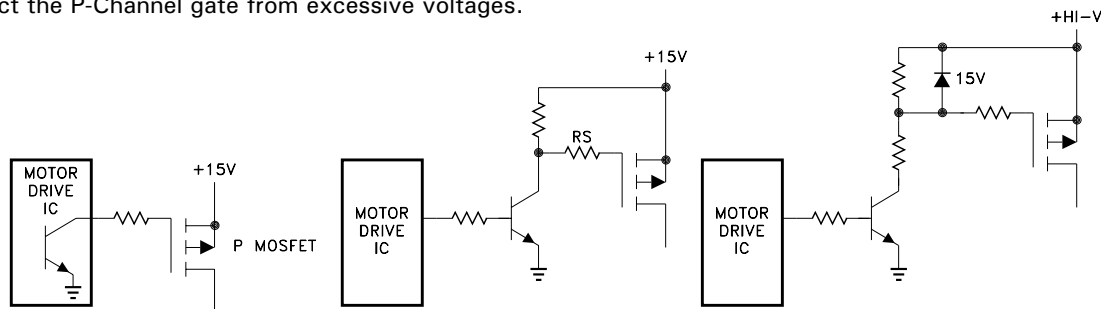 ct the P-Channel gate from excessive voltages.
+15V
MOTOR
DRIVE
IC
P MOSFET
+15V
RS
MOTOR
DRIVE
IC
+HI-V
15V
MOTOR
DRIVE
IC